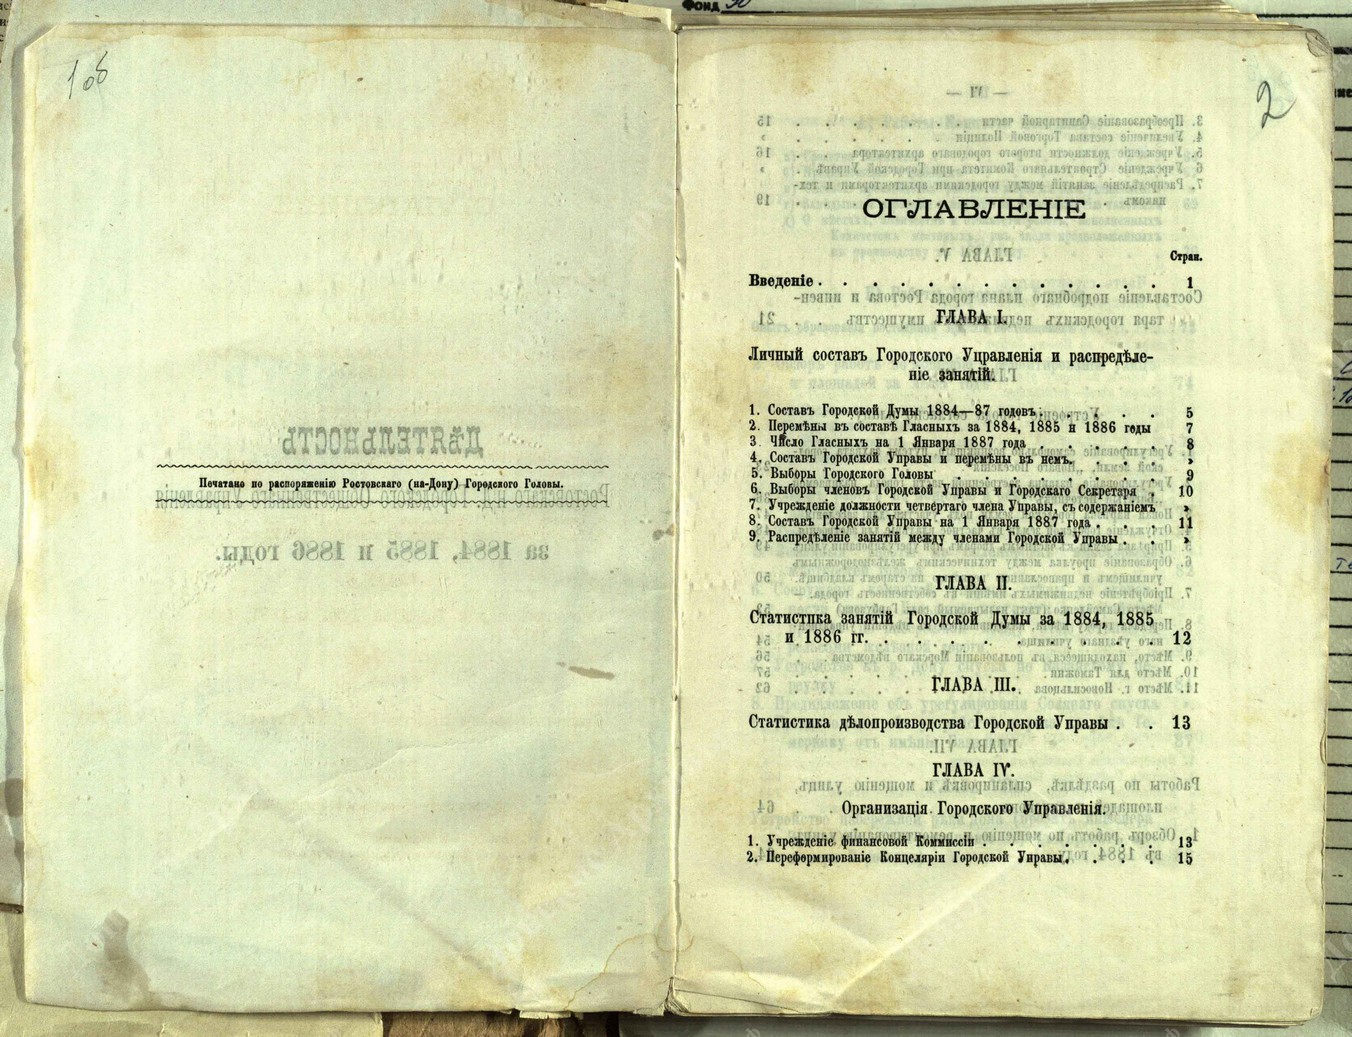 1об
Печатано по распоряженію Ростовскаго (на-Дону) Городского Головы.
Фонд
2
ОГЛАВЛЕНІЕ
Стран.
Введеніе . . . . . . . . . . . . . . 1
ГЛАВА I.
Личный составъ Городского Управленія и распредѣле-
ніе занятій.
1. Составъ Городской Думы 1884—87 годовъ . . . . . 5
2. Перемѣны въ составѣ Гласныхъ за 1884, 1885 и 1886 годы 7
3 Число Гласныхъ на 1 Января 1887 года . . . . . . 8
4. Составъ Городской Управы и перемѣны въ немъ. . . . »
5. Выборы Городского Головы . . . . . . . 9
6. Выборы членовъ Городской Управы и Городскаго Секретаря . 10
7. Учрежденіе должности четвертаго члена Управы, съ содержаніемъ »
8. Составъ Городской Управы на 1 Января 1887 года . . . 11
9. Распредѣленіе занятій между членами Городской Управы . . »
ГЛАВА II.
Статистика занятій Городской Думы за 1884, 1885
и 1886 гг. . . . . . . . . . . 12
ГЛАВА III.
Статистика дѣлопроизводства Городской Управы . . 13
ГЛАВА IV.
Организація Городского Управленія.
1. Учрежденіе финансовой Коммиссіи . . . . . . . . 13
2. Переформированіе Концеляріи Городской Управы. . . . 15